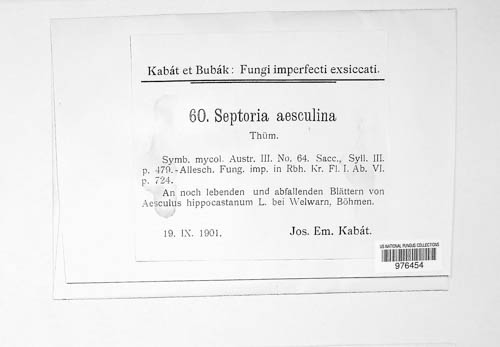 Kabát et Bubák: Fungi imperfecti exsiccati.
60. Septoria aesculina
Thüm.
Symb. mycol. Austr. III. No. 64. Sacc., Syll. III.
p. 479.-Allesch. Fung. imp. in Rbh. Kr. Fl. I. Ab. VI.
p. 724.
An noch lebenden und abfallenden Blättern von
Aesculus hippocastanum L. bei Welwarn, Böhmen.
19. IX. 1901. Jos. Em. Kabát.
US NATIONAL FUNGUS COLLECTIONS
976454